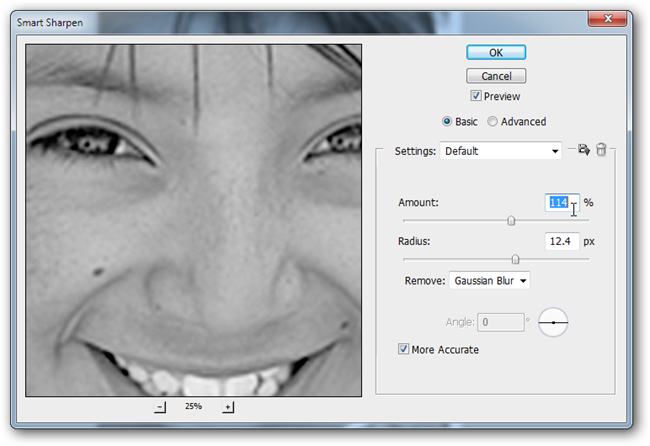 Smart Sharpen
OK
Cancel
Preview
Basic Advanced
Settings: Default
Amount: 114 %
Radius: 12.4 px
Remove: Gaussian Blur
Angle: 0 °
More Accurate
25%